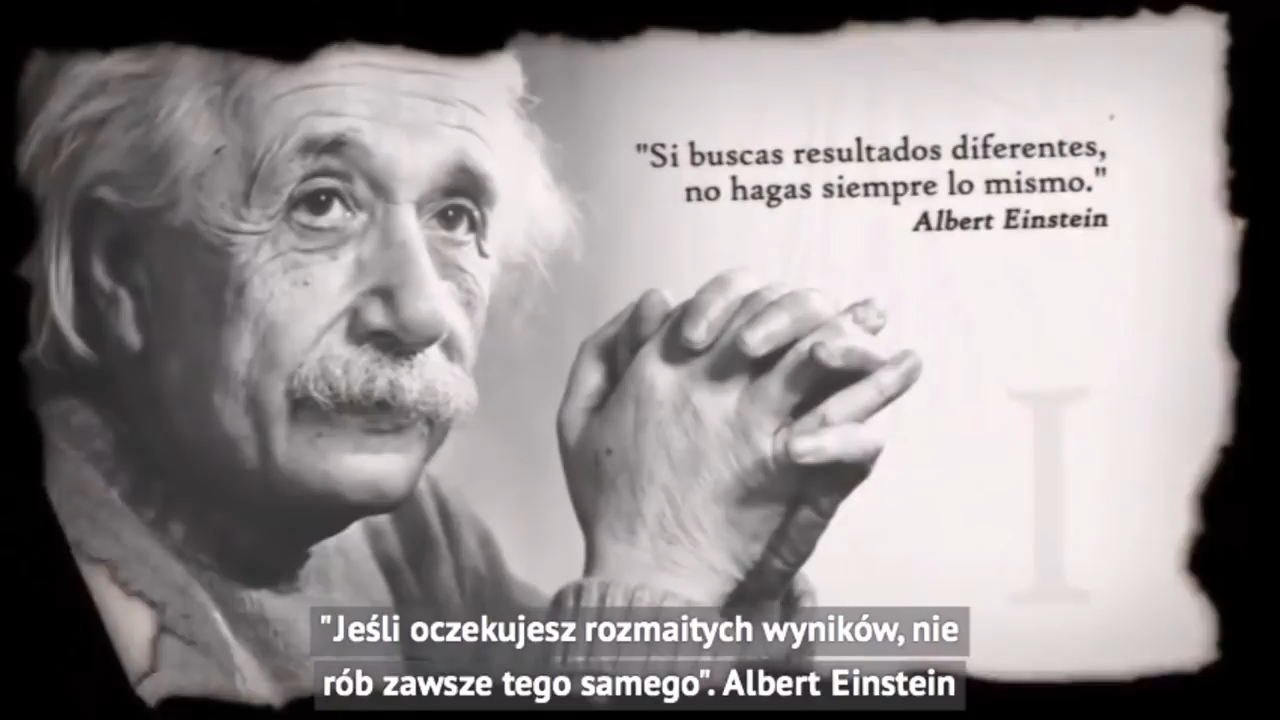 "Si buscas resultados diferentes,
no hagas siempre lo mismo."
Albert Einstein
I
"Jeśli oczekujesz rozmaitych wyników, nie
rób zawsze tego samego". Albert Einstein